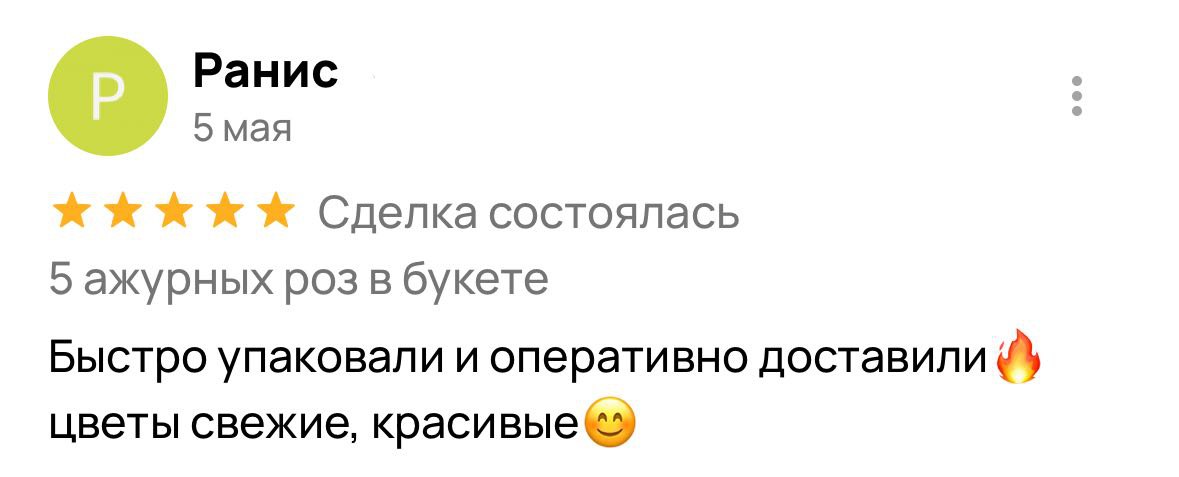 Р
Ранис
5 мая
Сделка состоялась
5 ажурных роз в букете
Быстро упаковали и оперативно доставили🔥
цветы свежие, красивые😊